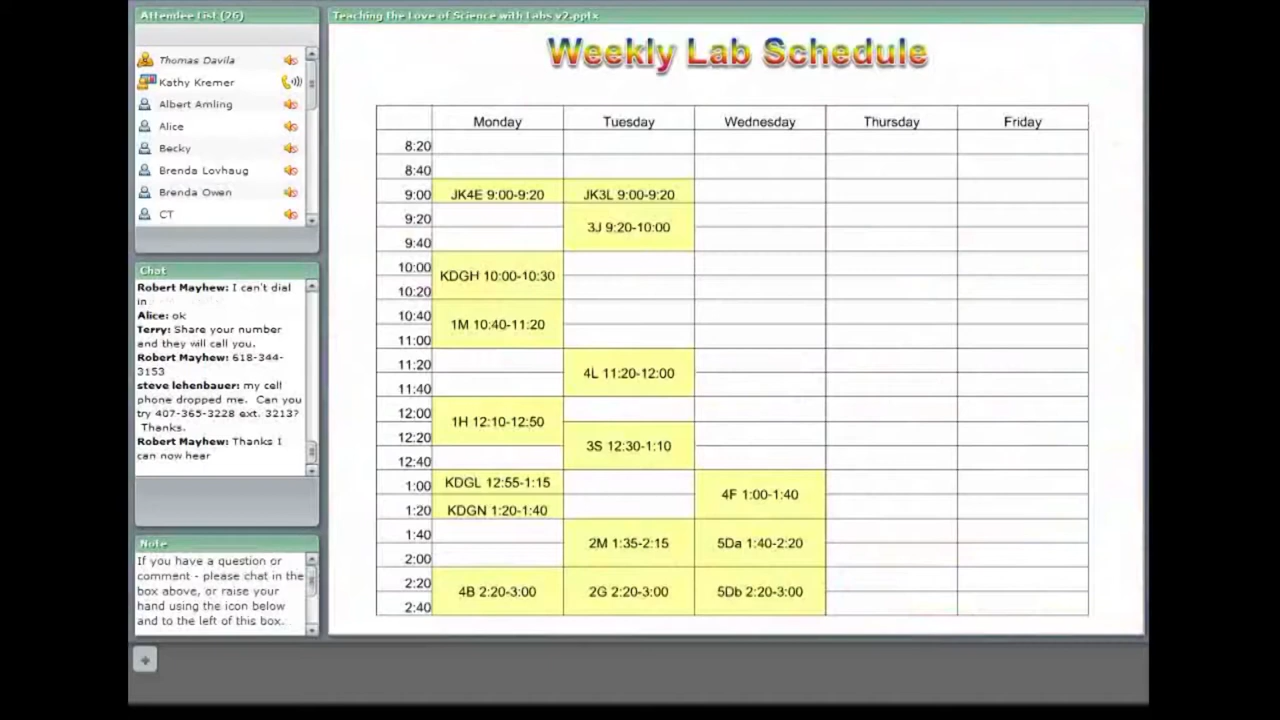 Attendee List (26)
Thomas Davila
Kathy Kremer
Albert Amling
Alice
Becky
Brenda Lovhaug
Brenda Owen
CT
Chat
Robert Mayhew: I can't dial
in
Alice: ok
Terry: Share your number
and they will call you.
Robert Mayhew: 618-344-
3153
steve lehenbauer: my cell
phone dropped me. Can you
try 407-365-3228 ext. 3213?
Thanks.
Robert Mayhew: Thanks I
can now hear
Note
If you have a question or
comment - please chat in the
box above, or raise your
hand using the icon below
and to the left of this box.
Teaching the Love of Science with Labs v2.pptx
Weekly Lab Schedule
Monday Tuesday Wednesday Thursday Friday
8:20
8:40
9:00 JK4E 9:00-9:20 JK3L 9:00-9:20
9:20 3J 9:20-10:00
9:40
10:00 KDGH 10:00-10:30
10:20
10:40 1M 10:40-11:20
11:00
11:20 4L 11:20-12:00
11:40
12:00 1H 12:10-12:50
12:20 3S 12:30-1:10
12:40
1:00 KDGL 12:55-1:15 4F 1:00-1:40
1:20 KDGN 1:20-1:40
1:40 2M 1:35-2:15 5Da 1:40-2:20
2:00
2:20 4B 2:20-3:00 2G 2:20-3:00 5Db 2:20-3:00
2:40